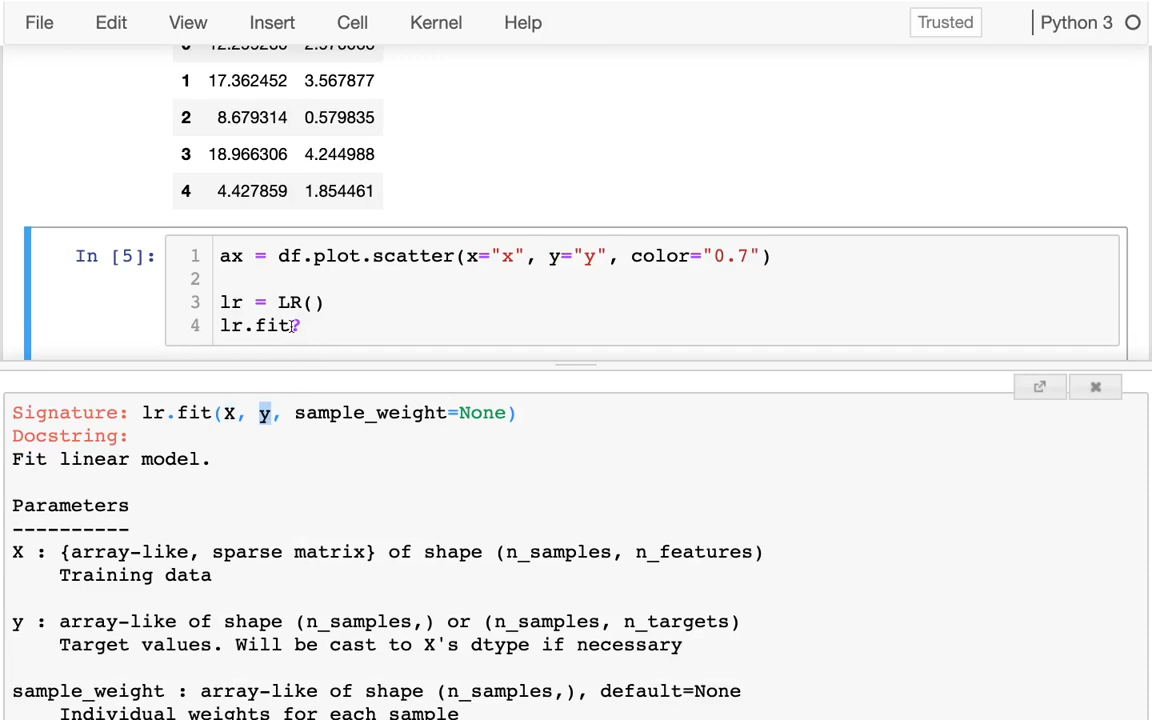 File Edit View Insert Cell Kernel Help Trusted Python 3
1 17.362452 3.567877
2 8.679314 0.579835
3 18.966306 4.244988
4 4.427859 1.854461
In [5]: 1 ax = df.plot.scatter(x="x", y="y", color="0.7")
2
3 lr = LR()
4 lr.fit?
Signature: lr.fit(X, y, sample_weight=None)
Docstring:
Fit linear model.
Parameters
----------
X : {array-like, sparse matrix} of shape (n_samples, n_features)
Training data
y : array-like of shape (n_samples,) or (n_samples, n_targets)
Target values. Will be cast to X's dtype if necessary
sample_weight : array-like of shape (n_samples,), default=None
Individual weights for each sample